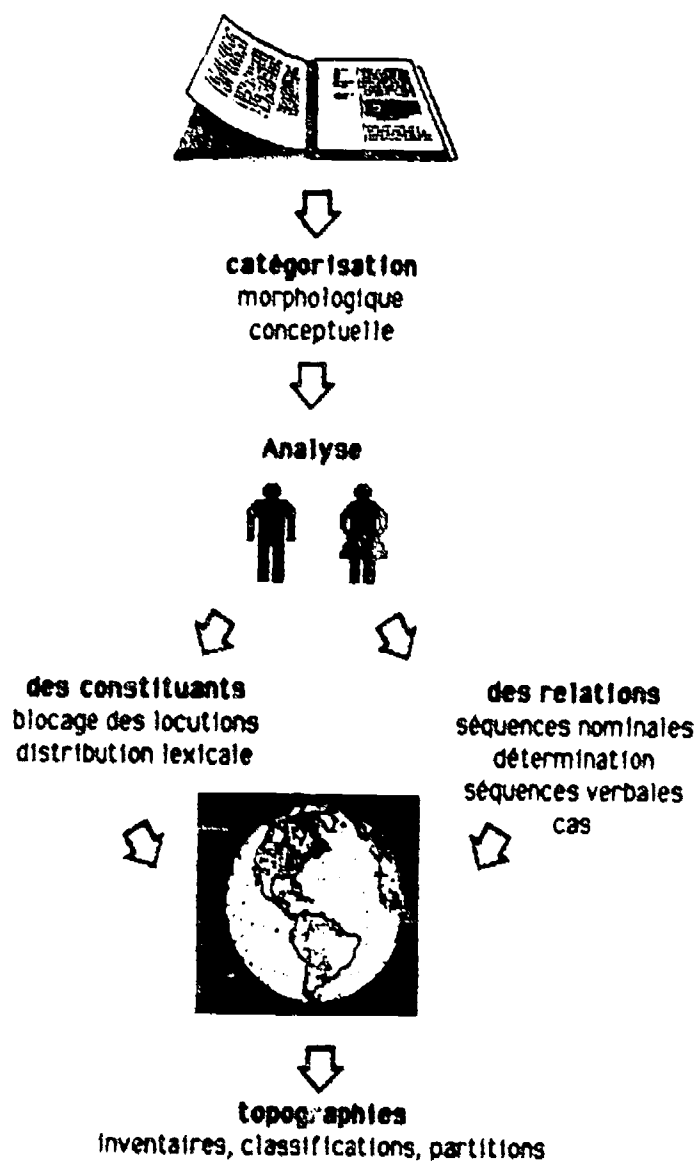 catégorisation
morphologique
conceptuelle
Analyse
des constituants
blocage des locutions
distribution lexicale
des relations
séquences nominales
détermination
séquences verbales
cas
topographies
inventaires, classifications, partitions